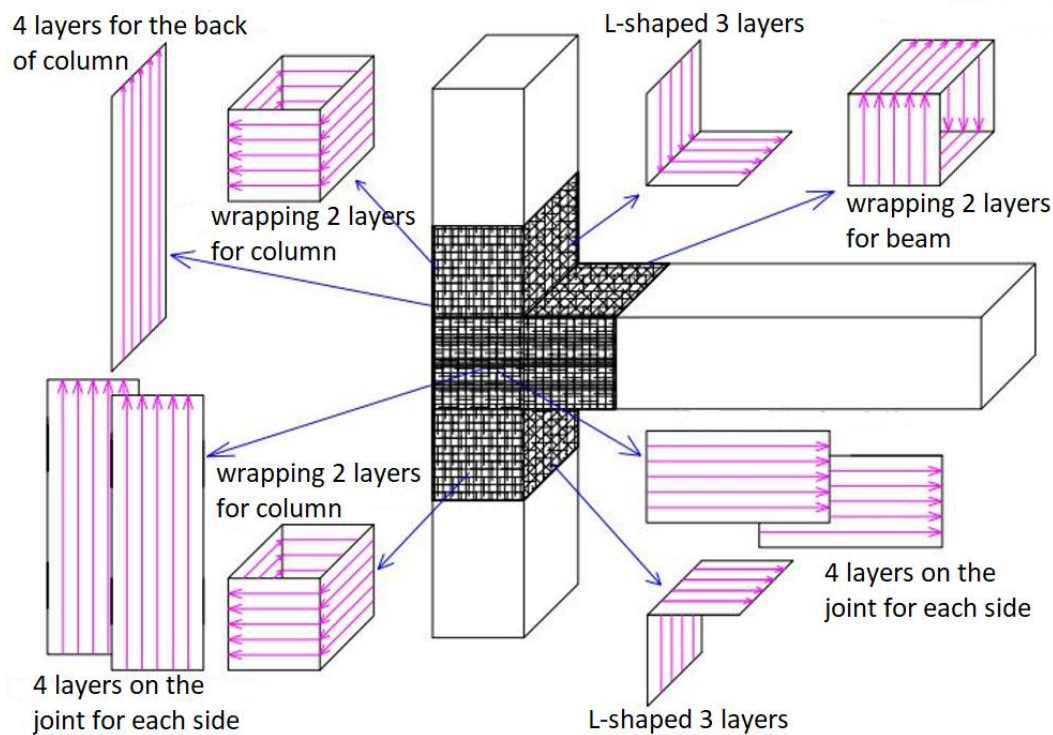 4 layers for the back
of column
L-shaped 3 layers
wrapping 2 layers
for column
wrapping 2 layers
for beam
wrapping 2 layers
for column
4 layers on the
joint for each side
4 layers on the
joint for each side
L-shaped 3 layers